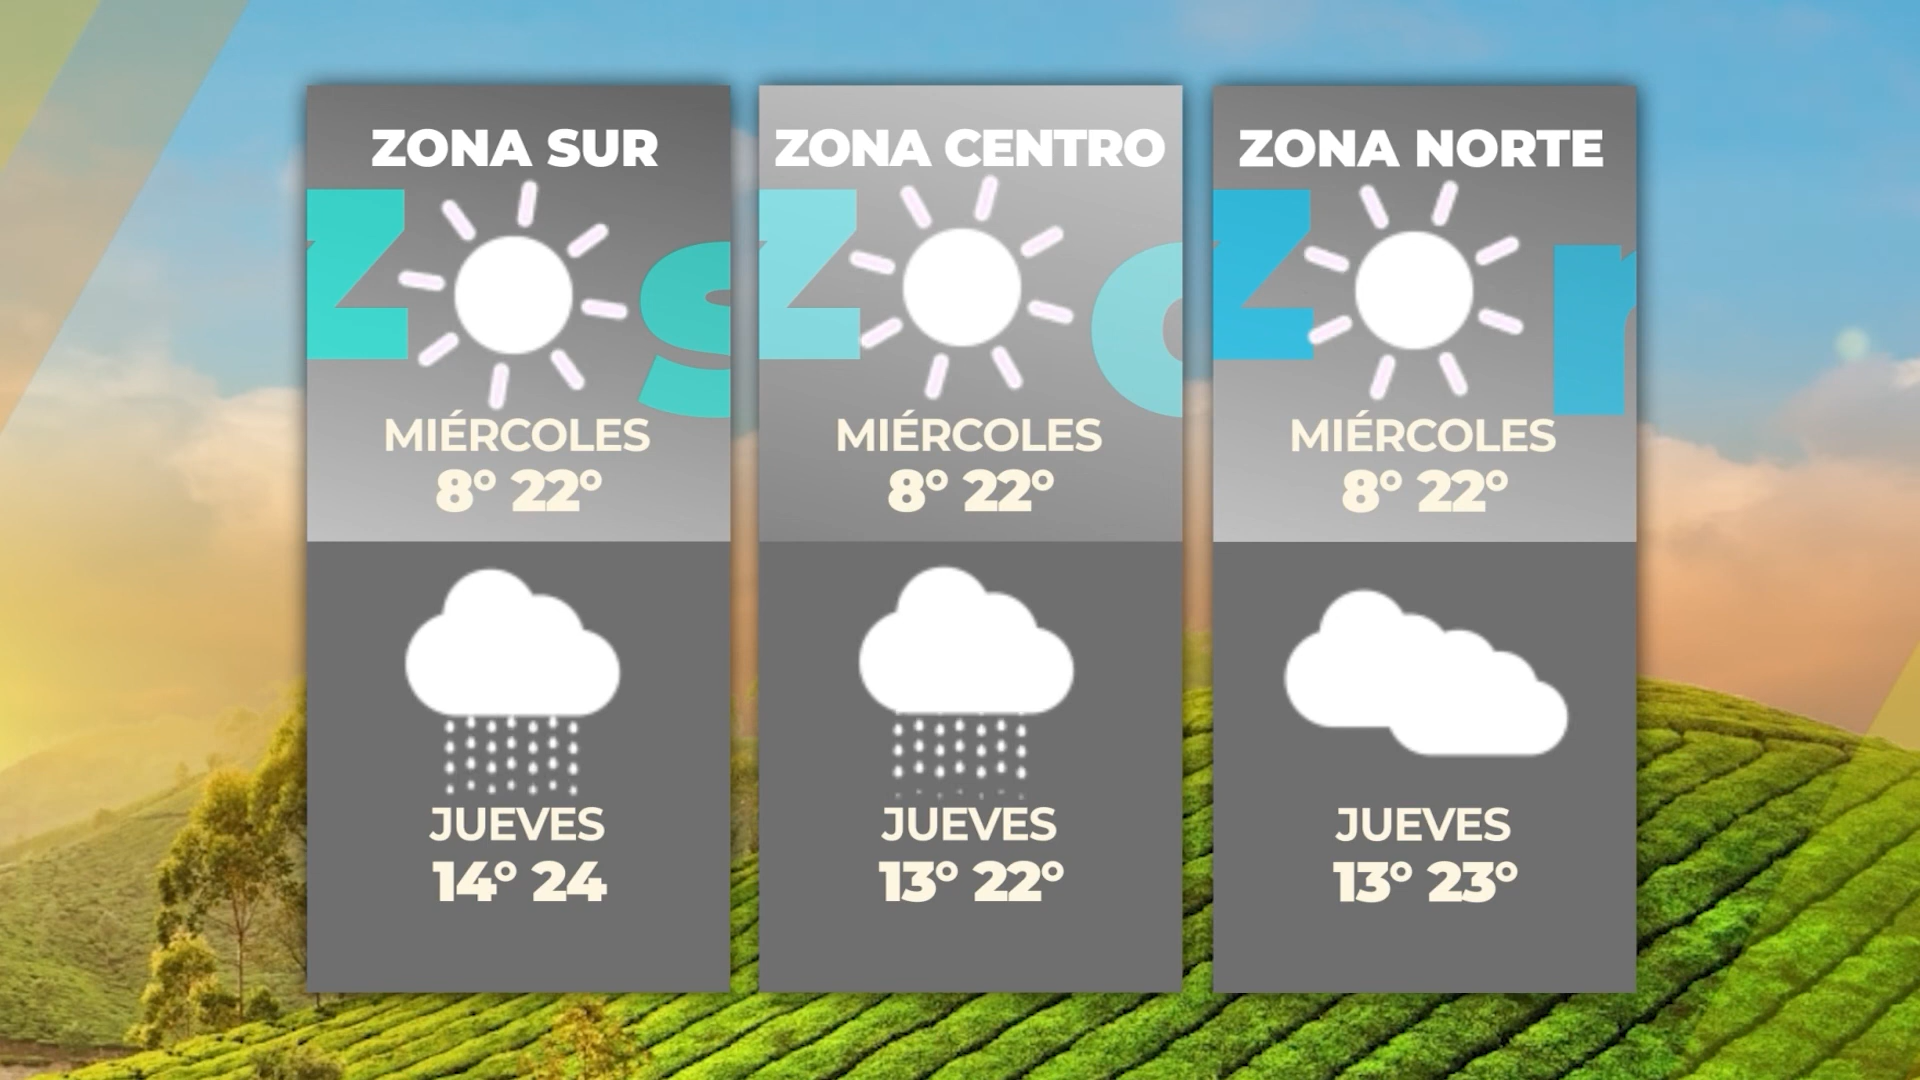 ZONA SUR
z s
MIÉRCOLES
8° 22°
JUEVES
14° 24
ZONA CENTRO
z c
MIÉRCOLES
8° 22°
JUEVES
13° 22°
ZONA NORTE
z n
MIÉRCOLES
8° 22°
JUEVES
13° 23°